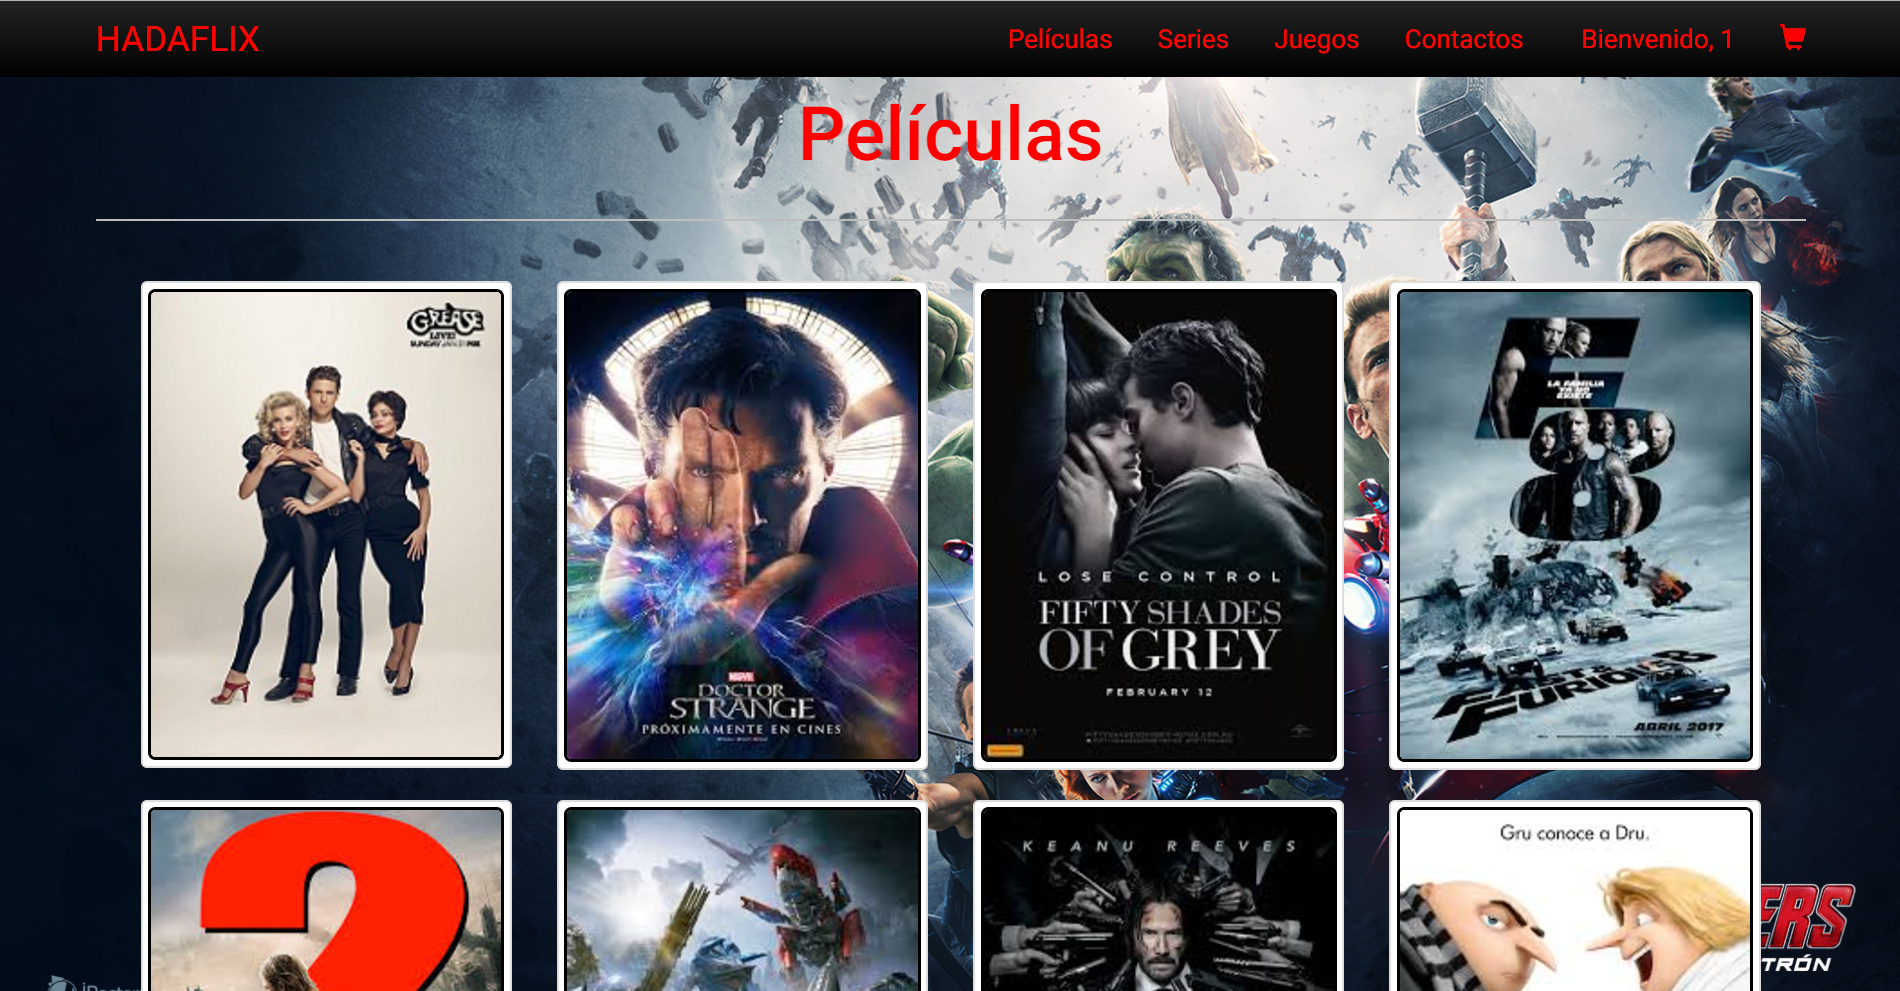 HADAFLIX
Películas Series Juegos Contactos Bienvenido, 1
Películas
GREASE
LIVE!
MARVEL
DOCTOR
STRANGE
PRÓXIMAMENTE EN CINES
LOSE CONTROL
FIFTY SHADES
OF GREY
FEBRUARY 12
F
LA FAMILIA
YA NO
EXISTE
8
FAST &
FURIOUS 8
ABRIL 2017
?
KEANU REEVES
Gru conoce a Dru.
ERS
TRÓN